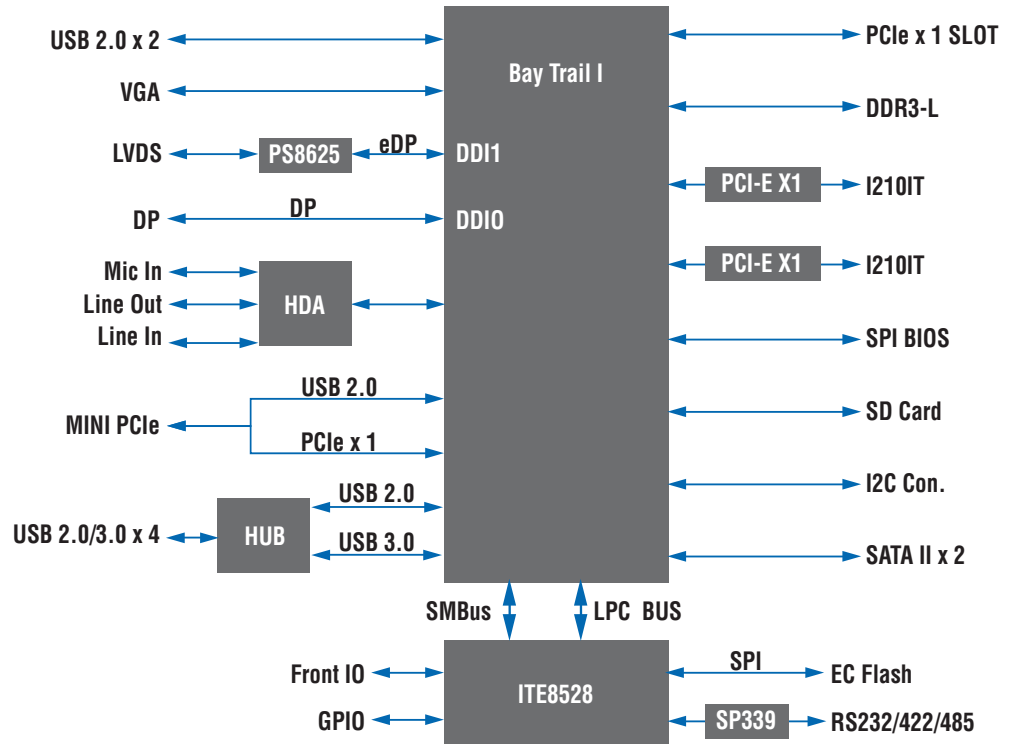 USB 2.0 x 2
VGA
LVDS
PS8625
eDP
DP
DP
Mic In
Line Out
Line In
HDA
MINI PCIe
USB 2.0
PCIe x 1
USB 2.0/3.0 x 4
HUB
USB 2.0
USB 3.0
Bay Trail I
DDI1
DDI0
PCIe x 1 SLOT
DDR3-L
PCI-E X1
I210IT
PCI-E X1
I210IT
SPI BIOS
SD Card
I2C Con.
SATA II x 2
SMBus
LPC BUS
Front IO
GPIO
ITE8528
SPI
EC Flash
SP339
RS232/422/485